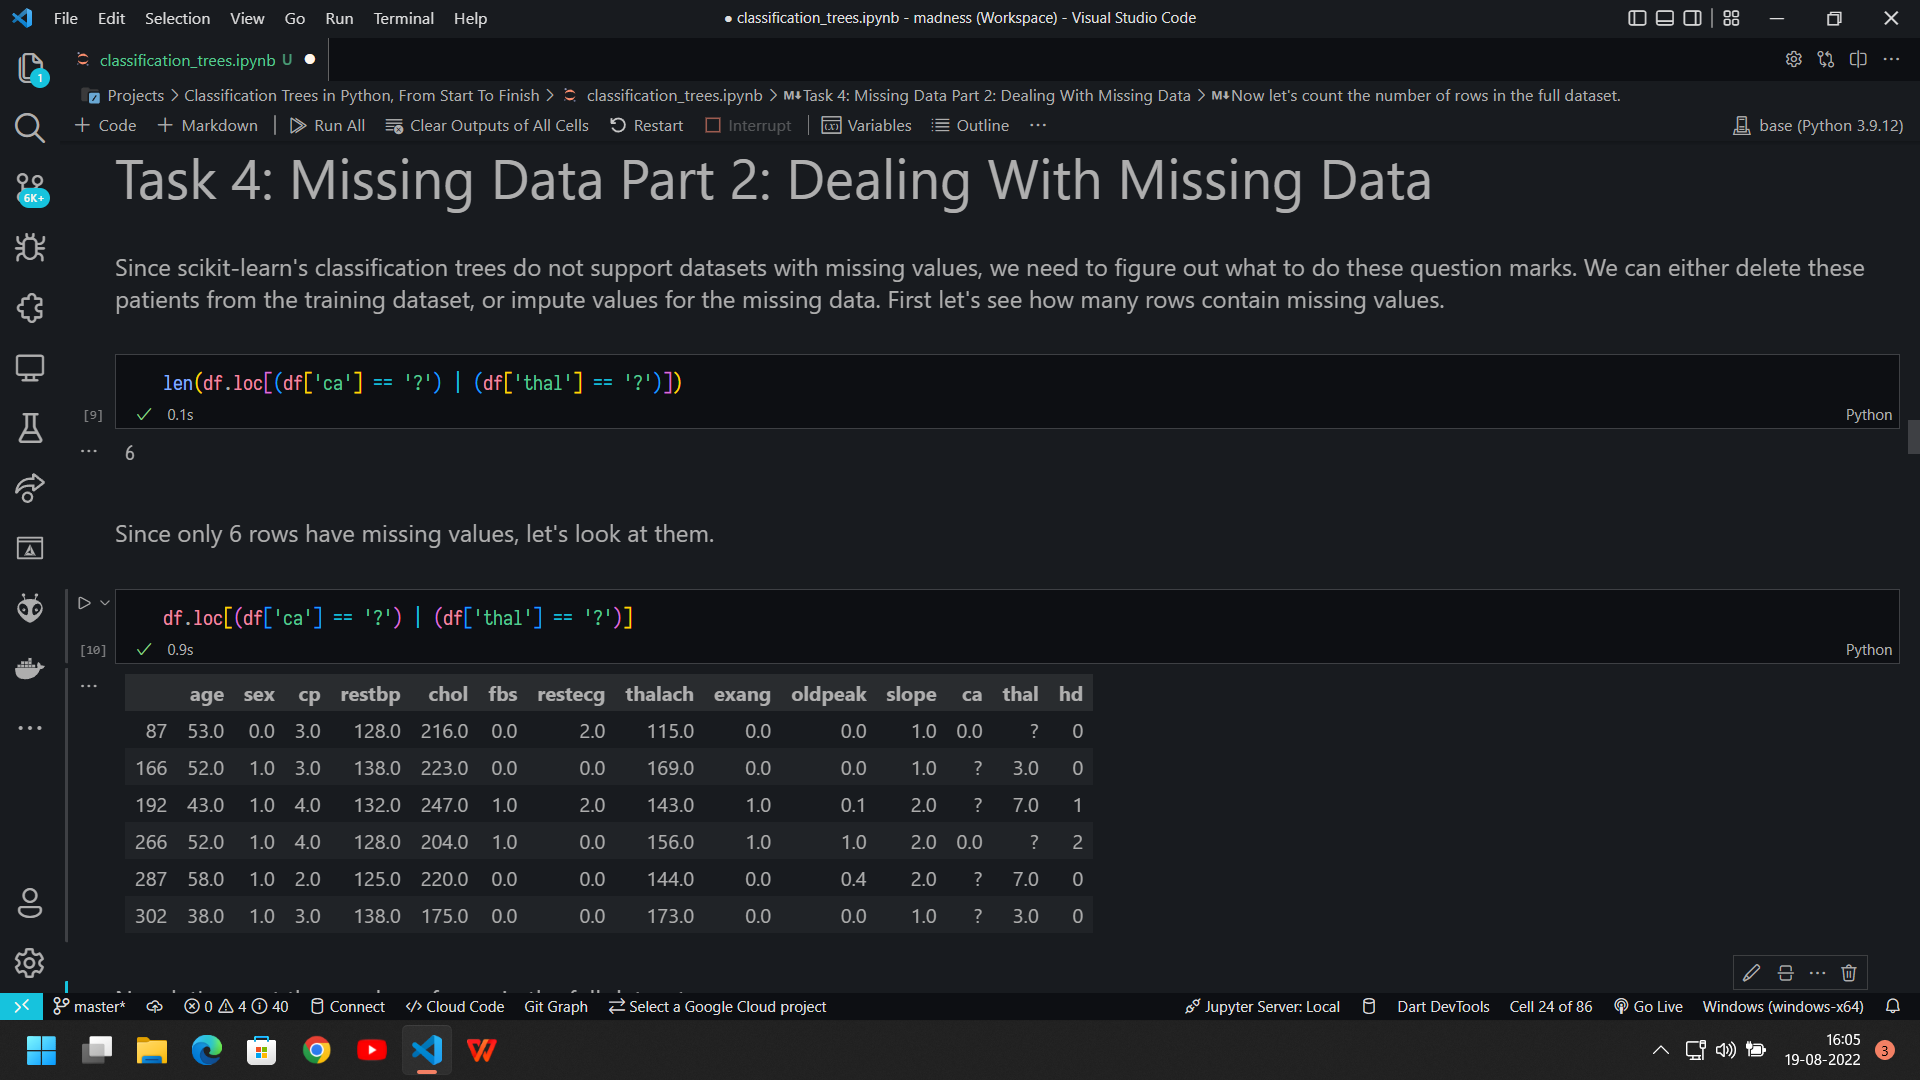 File Edit Selection View Go Run Terminal Help
● classification_trees.ipynb - madness (Workspace) - Visual Studio Code
classification_trees.ipynb U ●
Projects > Classification Trees in Python, From Start To Finish > classification_trees.ipynb > M↓Task 4: Missing Data Part 2: Dealing With Missing Data > M↓Now let's count the number of rows in the full dataset.
+ Code + Markdown Run All Clear Outputs of All Cells Restart Interrupt Variables Outline ··· base (Python 3.9.12)
1
6K+
Task 4: Missing Data Part 2: Dealing With Missing Data
Since scikit-learn's classification trees do not support datasets with missing values, we need to figure out what to do these question marks. We can either delete these
patients from the training dataset, or impute values for the missing data. First let's see how many rows contain missing values.
len(df.loc[(df['ca'] == '?') | (df['thal'] == '?')])
[9] 0.1s Python
6
Since only 6 rows have missing values, let's look at them.
df.loc[(df['ca'] == '?') | (df['thal'] == '?')]
[10] 0.9s Python
age sex cp restbp chol fbs restecg thalach exang oldpeak slope ca thal hd
87 53.0 0.0 3.0 128.0 216.0 0.0 2.0 115.0 0.0 0.0 1.0 0.0 ? 0
166 52.0 1.0 3.0 138.0 223.0 0.0 0.0 169.0 0.0 0.0 1.0 ? 3.0 0
192 43.0 1.0 4.0 132.0 247.0 1.0 2.0 143.0 1.0 0.1 2.0 ? 7.0 1
266 52.0 1.0 4.0 128.0 204.0 1.0 0.0 156.0 1.0 1.0 2.0 0.0 ? 2
287 58.0 1.0 2.0 125.0 220.0 0.0 0.0 144.0 0.0 0.4 2.0 ? 7.0 0
302 38.0 1.0 3.0 138.0 175.0 0.0 0.0 173.0 0.0 0.0 1.0 ? 3.0 0
master* 0 4 40 Connect Cloud Code Git Graph Select a Google Cloud project Jupyter Server: Local Dart DevTools Cell 24 of 86 Go Live Windows (windows-x64)
16:05
19-08-2022 3